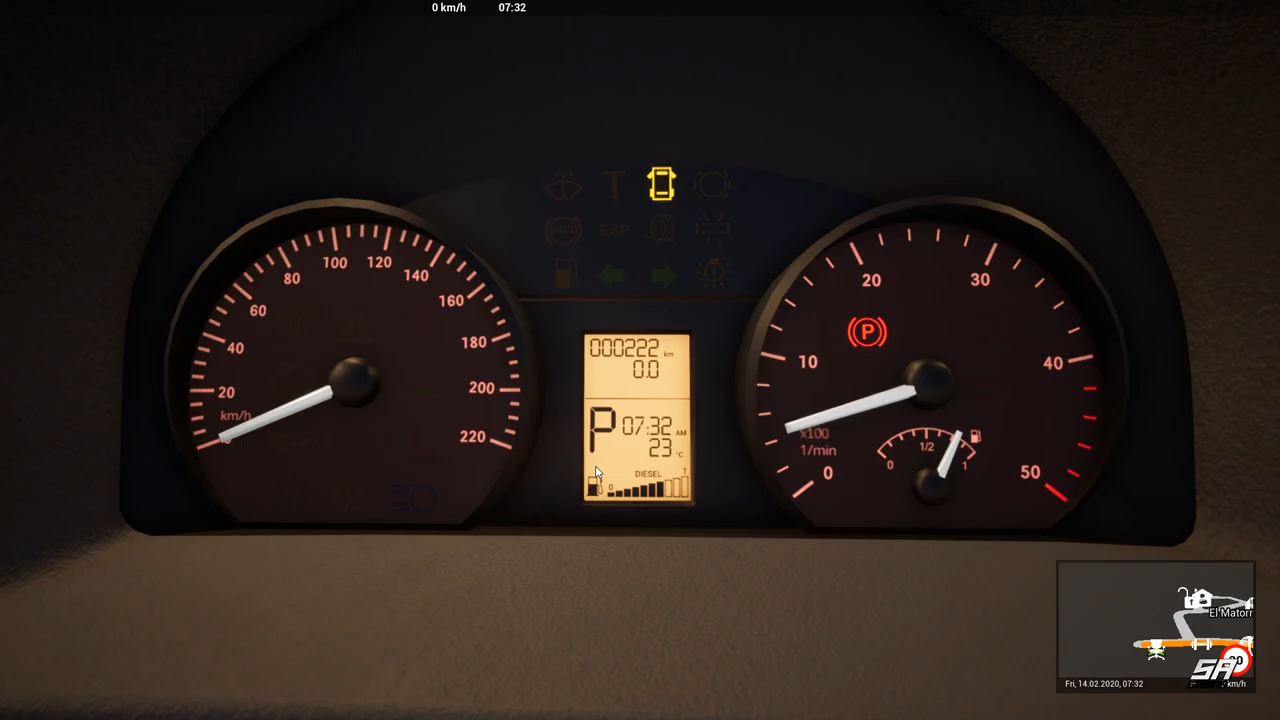 0 km/h 07:32
T
ABS ESP
20 40 60 80 100 120 140 160 180 200 220
km/h
000222 km
0.0
P 07:32 AM
23 °C
DIESEL
0 1
0 10 20 30 40 50
P
x100
1/min
0 1/2 1
El Matorr
Fri, 14.02.2020, 07:32
km/h